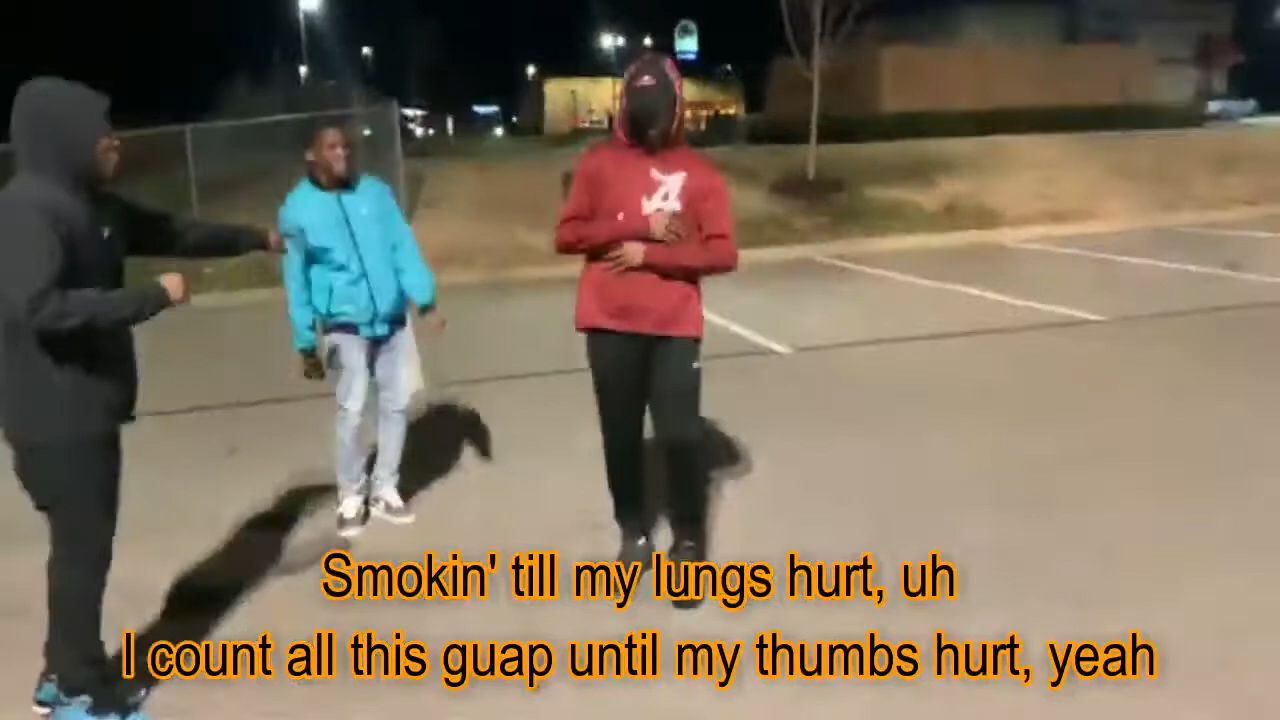 Smokin' till my lungs hurt, uh
I count all this guap until my thumbs hurt, yeah
A